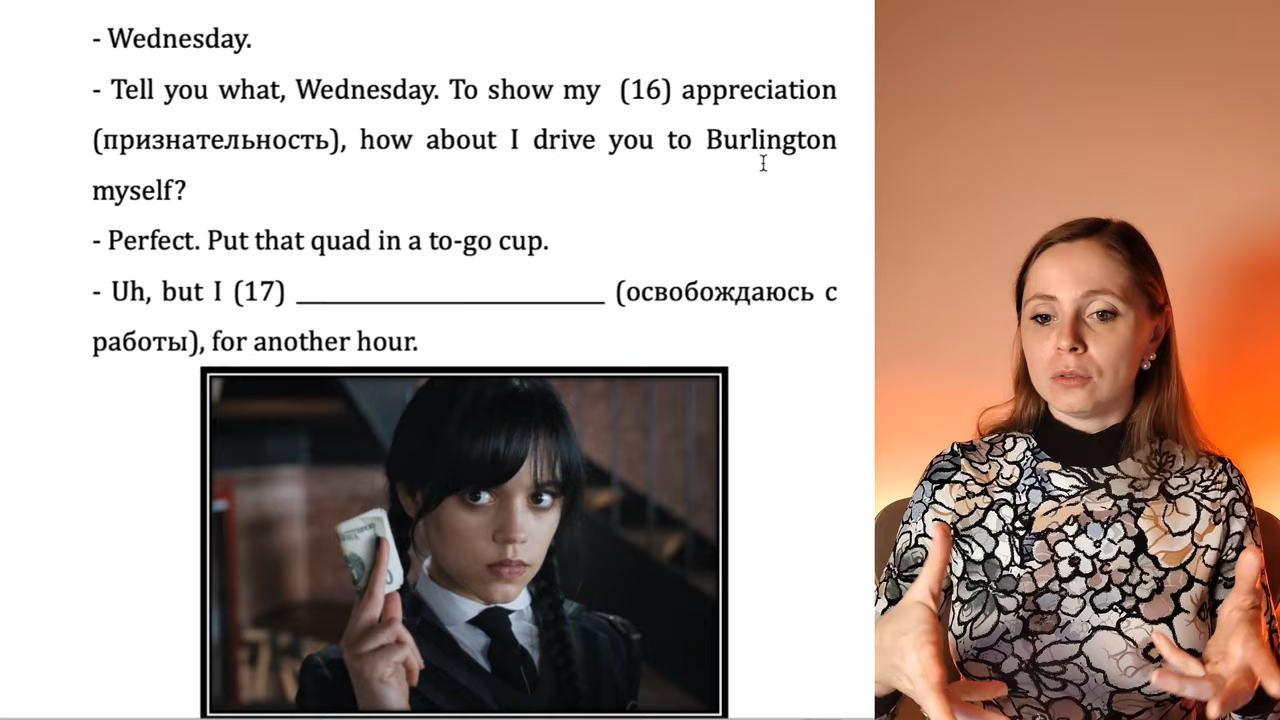 - Wednesday.
- Tell you what, Wednesday. To show my (16) appreciation
(признательность), how about I drive you to Burlington
myself?
- Perfect. Put that quad in a to-go cup.
- Uh, but I (17) ____________________________ (освобождаюсь с
работы), for another hour.